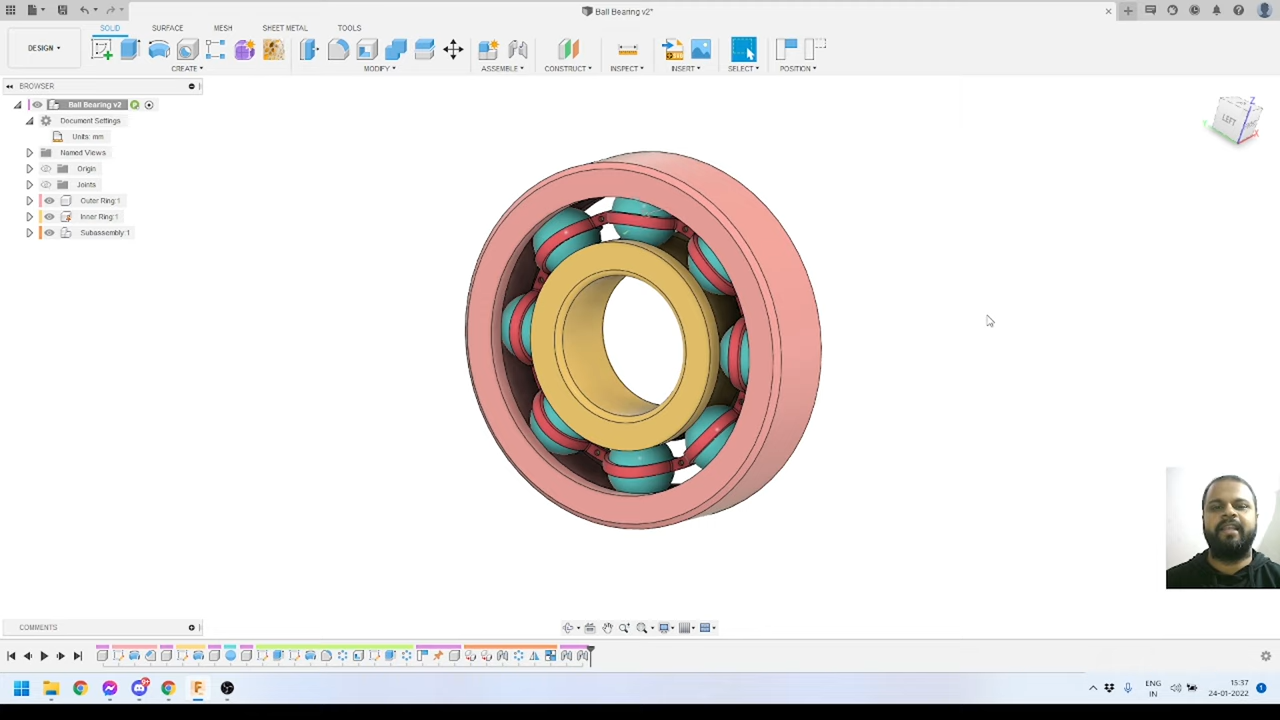 Ball Bearing v2*
SOLID
SURFACE
MESH
SHEET METAL
TOOLS
DESIGN
CREATE
MODIFY
ASSEMBLE
CONSTRUCT
INSPECT
INSERT
SELECT
POSITION
BROWSER
Ball Bearing v2
Document Settings
Units: mm
Named Views
Origin
Joints
Outer Ring:1
Inner Ring:1
Subassembly:1
Z
LEFT
Y
X
COMMENTS
9+
F
ENG
IN
15:37
24-01-2022
1